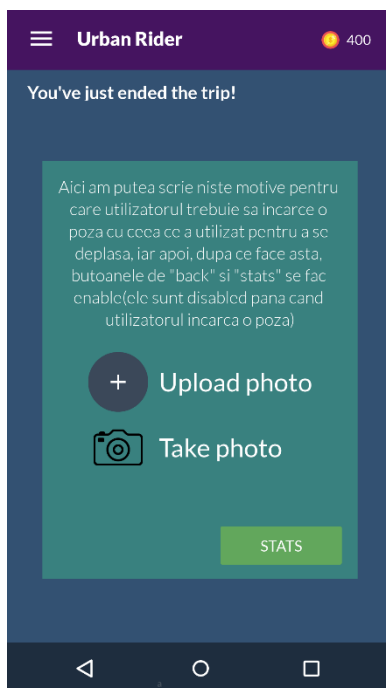 Urban Rider
400
You've just ended the trip!
Aici am putea scrie niste motive pentru
care utilizatorul trebuie sa incarce o
poza cu ceea ce a utilizat pentru a se
deplasa, iar apoi, dupa ce face asta,
butoanele de "back" si "stats" se fac
enable(ele sunt disabled pana cand
utilizatorul incarca o poza)
Upload photo
Take photo
STATS